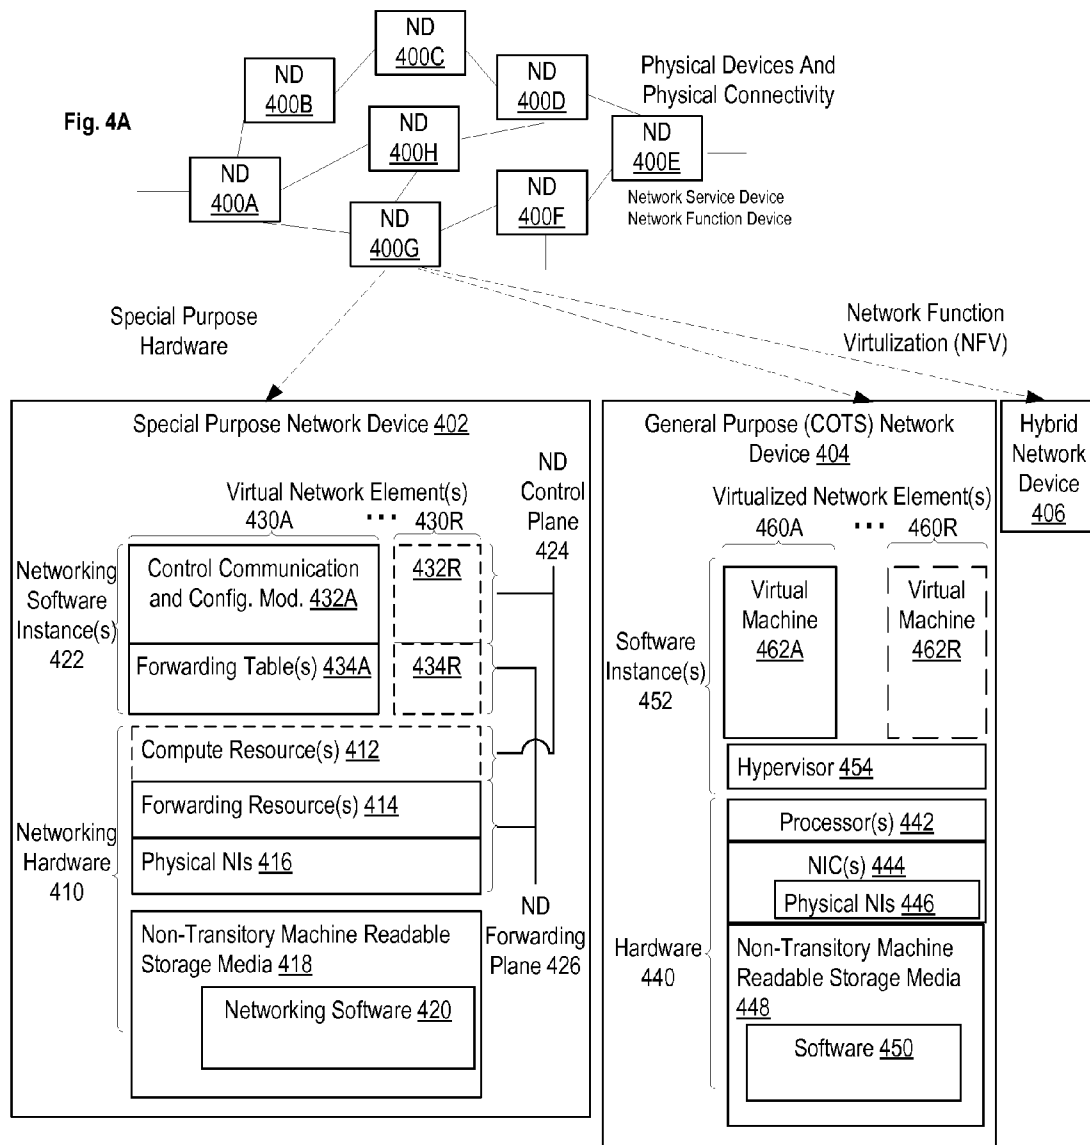 Fig. 4A
ND
400C
ND
400B
ND
400D
Physical Devices And
Physical Connectivity
ND
400H
ND
400E
ND
400A
ND
400F
Network Service Device
Network Function Device
ND
400G
Special Purpose
Hardware
Network Function
Virtulization (NFV)
Special Purpose Network Device 402
ND
Control
Plane
424
Virtual Network Element(s)
430A ... 430R
Networking
Software
Instance(s)
422
Control Communication
and Config. Mod. 432A
432R
Forwarding Table(s) 434A
434R
Networking
Hardware
410
Compute Resource(s) 412
Forwarding Resource(s) 414
Physical NIs 416
ND
Forwarding
Plane 426
Non-Transitory Machine Readable
Storage Media 418
Networking Software 420
General Purpose (COTS) Network
Device 404
Virtualized Network Element(s)
460A ... 460R
Software
Instance(s)
452
Virtual
Machine
462A
Virtual
Machine
462R
Hypervisor 454
Hardware
440
Processor(s) 442
NIC(s) 444
Physical NIs 446
Non-Transitory Machine
Readable Storage Media
448
Software 450
Hybrid
Network
Device
406